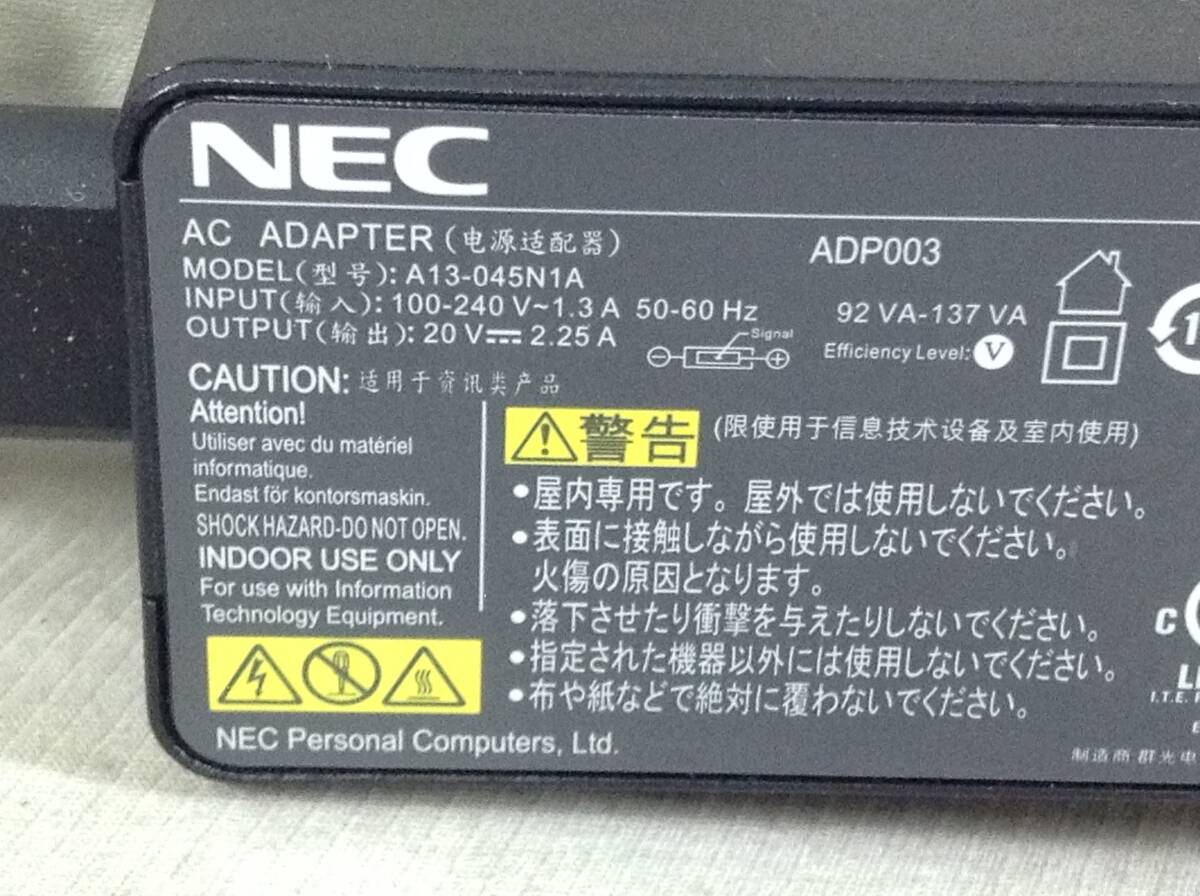 NEC
AC ADAPTER (电源适配器)
ADP003
MODEL(型号): A13-045N1A
INPUT(输入): 100-240 V~1.3 A 50-60 Hz
92 VA-137 VA
OUTPUT(输出): 20 V⎓ 2.25 A
Signal
Efficiency Level: V
CAUTION: 适用于资讯类产品
Attention!
Utiliser avec du matériel
informatique.
Endast för kontorsmaskin.
SHOCK HAZARD-DO NOT OPEN.
INDOOR USE ONLY
For use with Information
Technology Equipment.
警告 (限使用于信息技术设备及室内使用)
•屋内専用です。屋外では使用しないでください。
•表面に接触しながら使用しないでください。
火傷の原因となります。
•落下させたり衝撃を与えたりしないでください。
•指定された機器以外には使用しないでください。
•布や紙などで絶対に覆わないでください。
NEC Personal Computers, Ltd.
C
I.T.E.
制造商 群光电